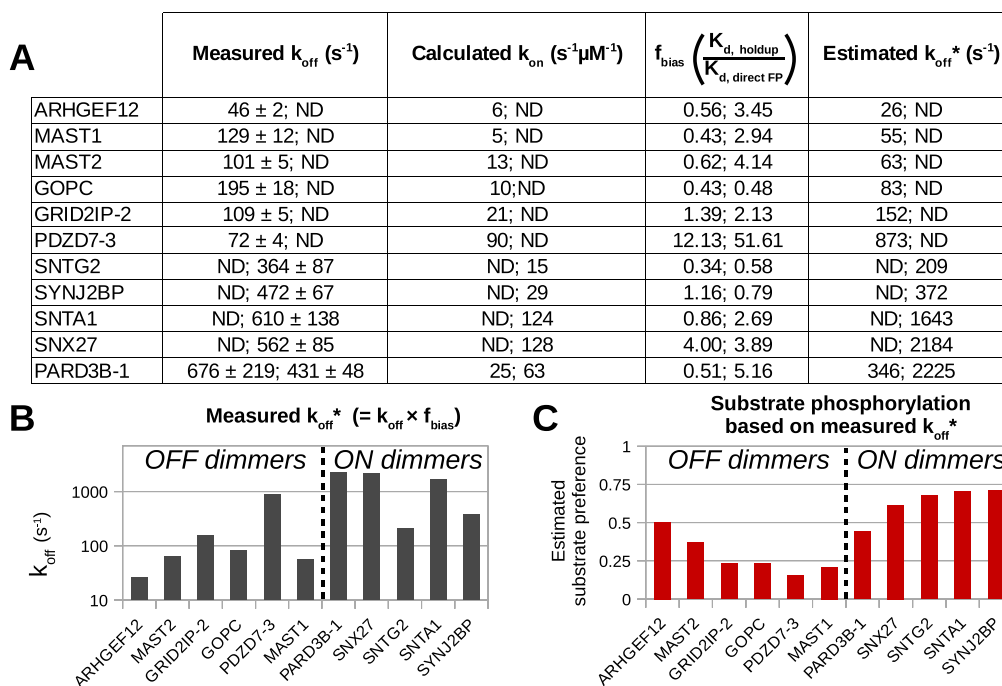 A
Measured koff (s-1) Calculated kon (s-1µM-1) fbias (Kd, holdup / Kd, direct FP) Estimated koff* (s-1)
ARHGEF12 46 ± 2; ND 6; ND 0.56; 3.45 26; ND
MAST1 129 ± 12; ND 5; ND 0.43; 2.94 55; ND
MAST2 101 ± 5; ND 13; ND 0.62; 4.14 63; ND
GOPC 195 ± 18; ND 10;ND 0.43; 0.48 83; ND
GRID2IP-2 109 ± 5; ND 21; ND 1.39; 2.13 152; ND
PDZD7-3 72 ± 4; ND 90; ND 12.13; 51.61 873; ND
SNTG2 ND; 364 ± 87 ND; 15 0.34; 0.58 ND; 209
SYNJ2BP ND; 472 ± 67 ND; 29 1.16; 0.79 ND; 372
SNTA1 ND; 610 ± 138 ND; 124 0.86; 2.69 ND; 1643
SNX27 ND; 562 ± 85 ND; 128 4.00; 3.89 ND; 2184
PARD3B-1 676 ± 219; 431 ± 48 25; 63 0.51; 5.16 346; 2225
B
Measured koff* (= koff × fbias)
OFF dimmers ON dimmers
koff (s-1)
1000
100
10
ARHGEF12 MAST2 GRID2IP-2 GOPC PDZD7-3 MAST1 PARD3B-1 SNX27 SNTG2 SNTA1 SYNJ2BP
C
Substrate phosphorylation
based on measured koff*
OFF dimmers ON dimmers
Estimated
substrate preference
1
0.75
0.5
0.25
0
ARHGEF12 MAST2 GRID2IP-2 GOPC PDZD7-3 MAST1 PARD3B-1 SNX27 SNTG2 SNTA1 SYNJ2BP